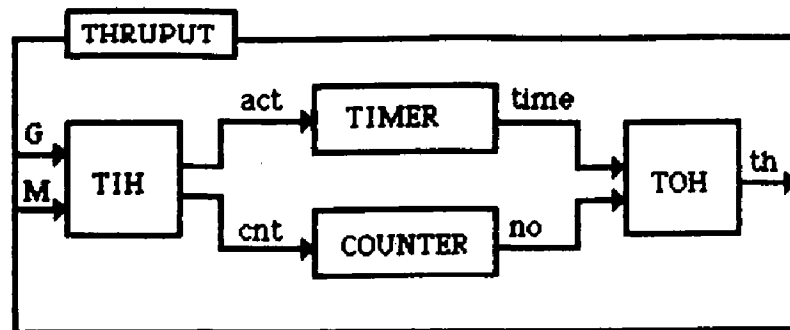 THRUPUT
act
TIMER
time
G
TIH
M
TOH
th
cnt
COUNTER
no